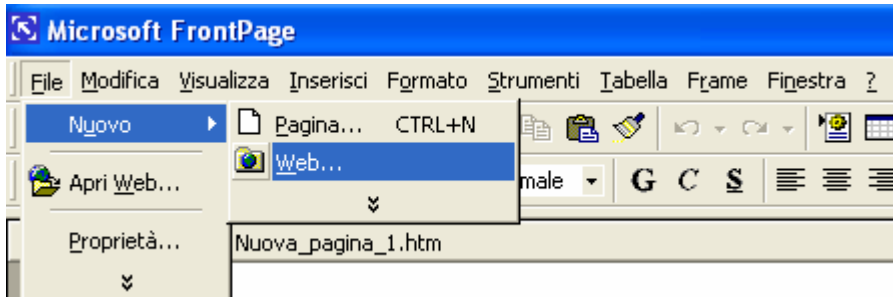 Microsoft FrontPage
File Modifica Visualizza Inserisci Formato Strumenti Tabella Frame Finestra ?
Nuovo
Pagina... CTRL+N
Web...
Apri Web...
male G C S
Proprietà...
Nuova_pagina_1.htm